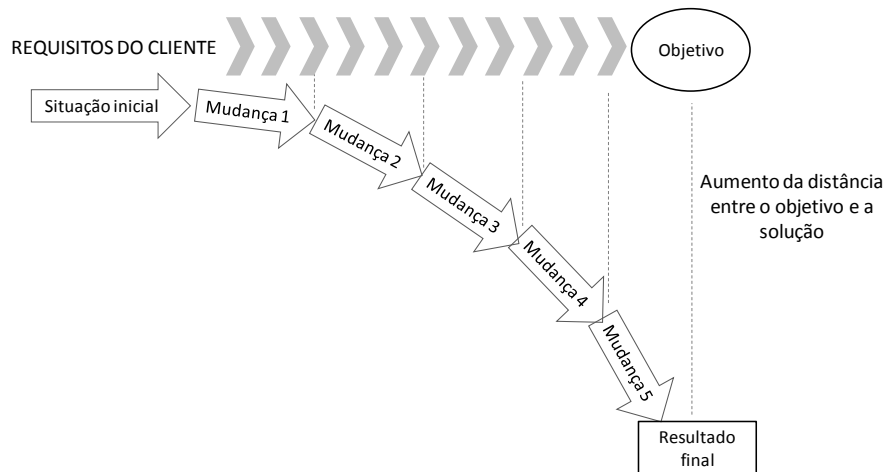 REQUISITOS DO CLIENTE
Objetivo
Situação inicial
Mudança 1
Mudança 2
Mudança 3
Mudança 4
Mudança 5
Aumento da distância
entre o objetivo e a
solução
Resultado
final